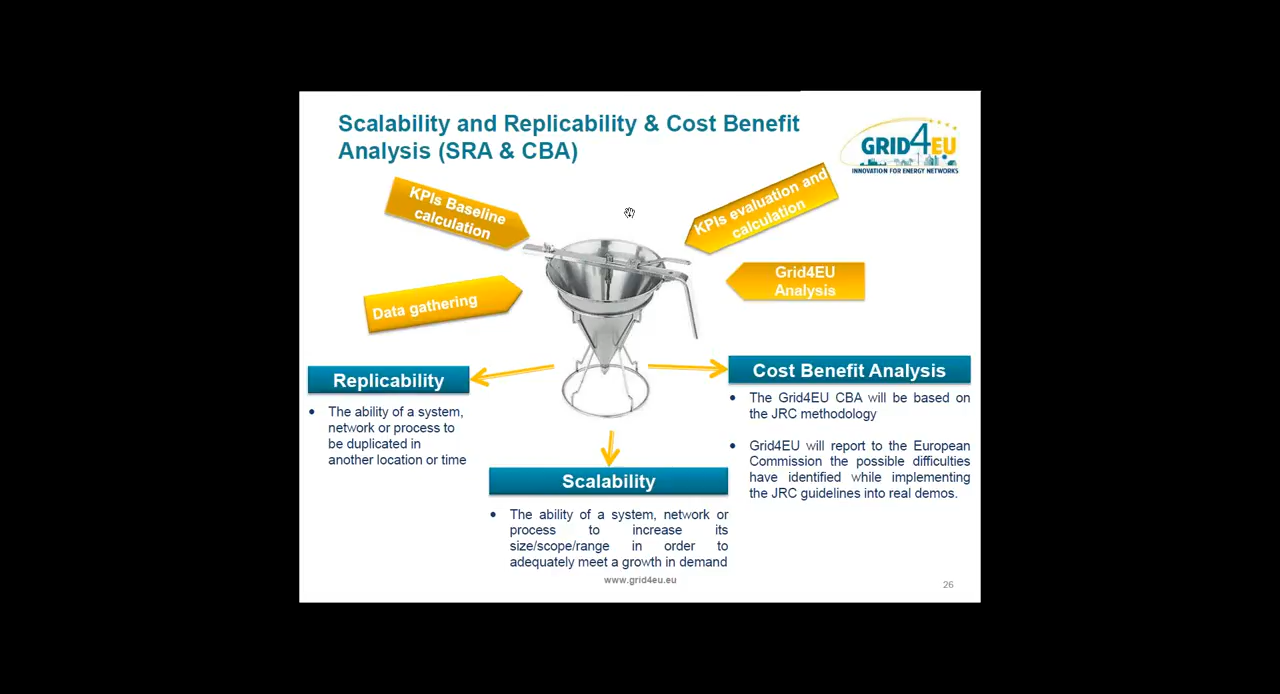 Scalability and Replicability & Cost Benefit
Analysis (SRA & CBA)
GRID4EU
INNOVATION FOR ENERGY NETWORKS
KPIs Baseline
calculation
KPIs evaluation and
calculation
Data gathering
Grid4EU
Analysis
Replicability
• The ability of a system,
network or process to
be duplicated in
another location or time
Scalability
• The ability of a system, network or
process to increase its
size/scope/range in order to
adequately meet a growth in demand
Cost Benefit Analysis
• The Grid4EU CBA will be based on
the JRC methodology
• Grid4EU will report to the European
Commission the possible difficulties
have identified while implementing
the JRC guidelines into real demos.
www.grid4eu.eu
26